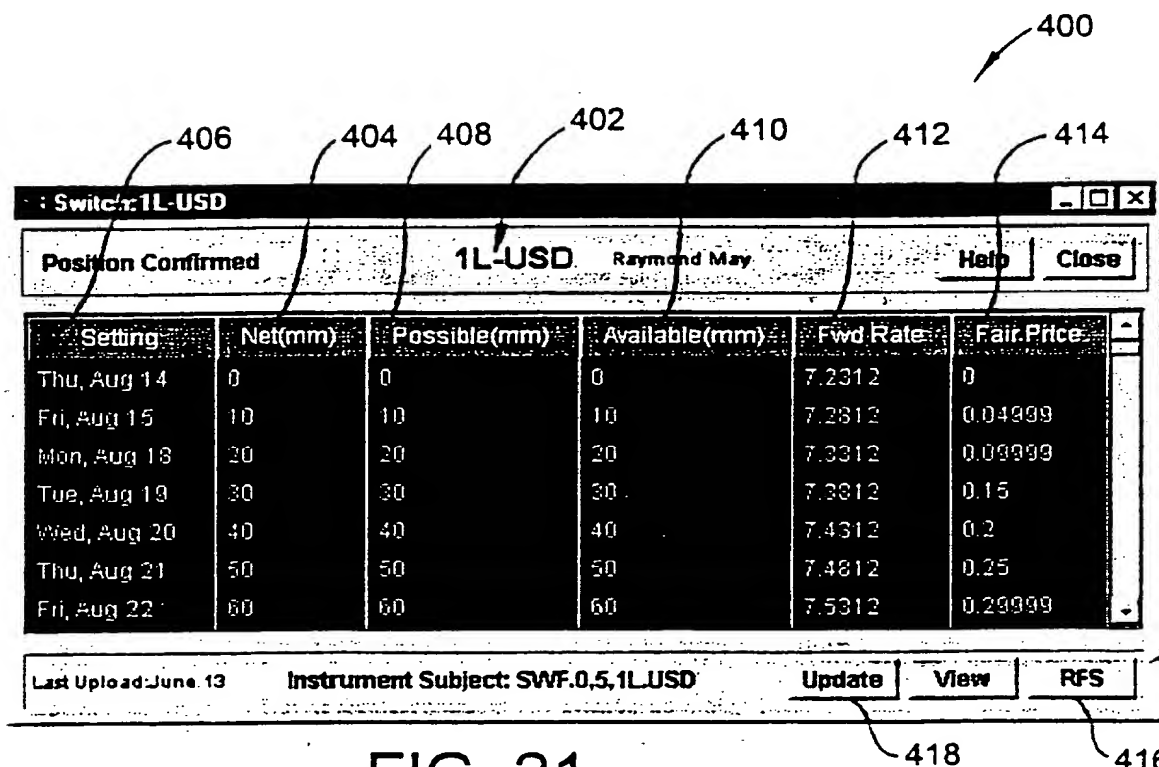 400
406 404 408 402 410 412 414
Switch:1L-USD
Position Confirmed 1L-USD Raymond May Help Close
Setting Net(mm) Possible(mm) Available(mm) Fwd Rate Fair Price
Thu, Aug 14 0 0 0 7.2312 0
Fri, Aug 15 10 10 10 7.2812 0.04999
Mon, Aug 18 20 20 20 7.3312 0.09999
Tue, Aug 19 30 30 30 7.3812 0.15
Wed, Aug 20 40 40 40 7.4312 0.2
Thu, Aug 21 50 50 50 7.4812 0.25
Fri, Aug 22 60 60 60 7.5312 0.29999
Last Upload:June.13 Instrument Subject: SWF.0,5,1L.USD Update View RFS
418 416